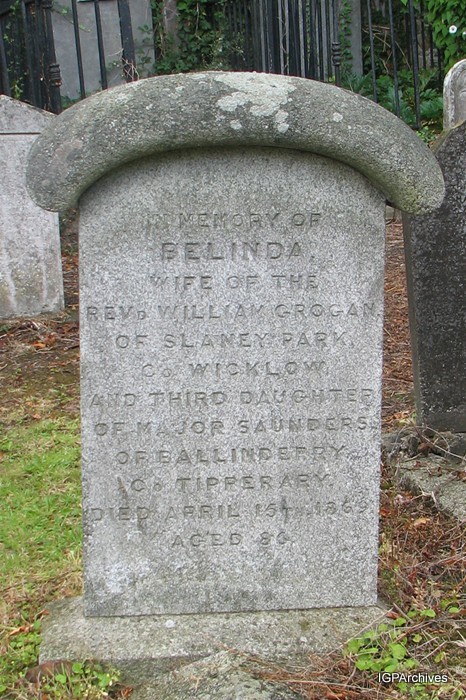 IN MEMORY OF
BELINDA,
WIFE OF THE
REVD WILLIAM GROGAN
OF SLANEY PARK,
Co WICKLOW
AND THIRD DAUGHTER
OF MAJOR SAUNDERS,
OF BALLINDERRY,
Co TIPPERARY.
DIED APRIL 15TH
AGED
IGPArchives